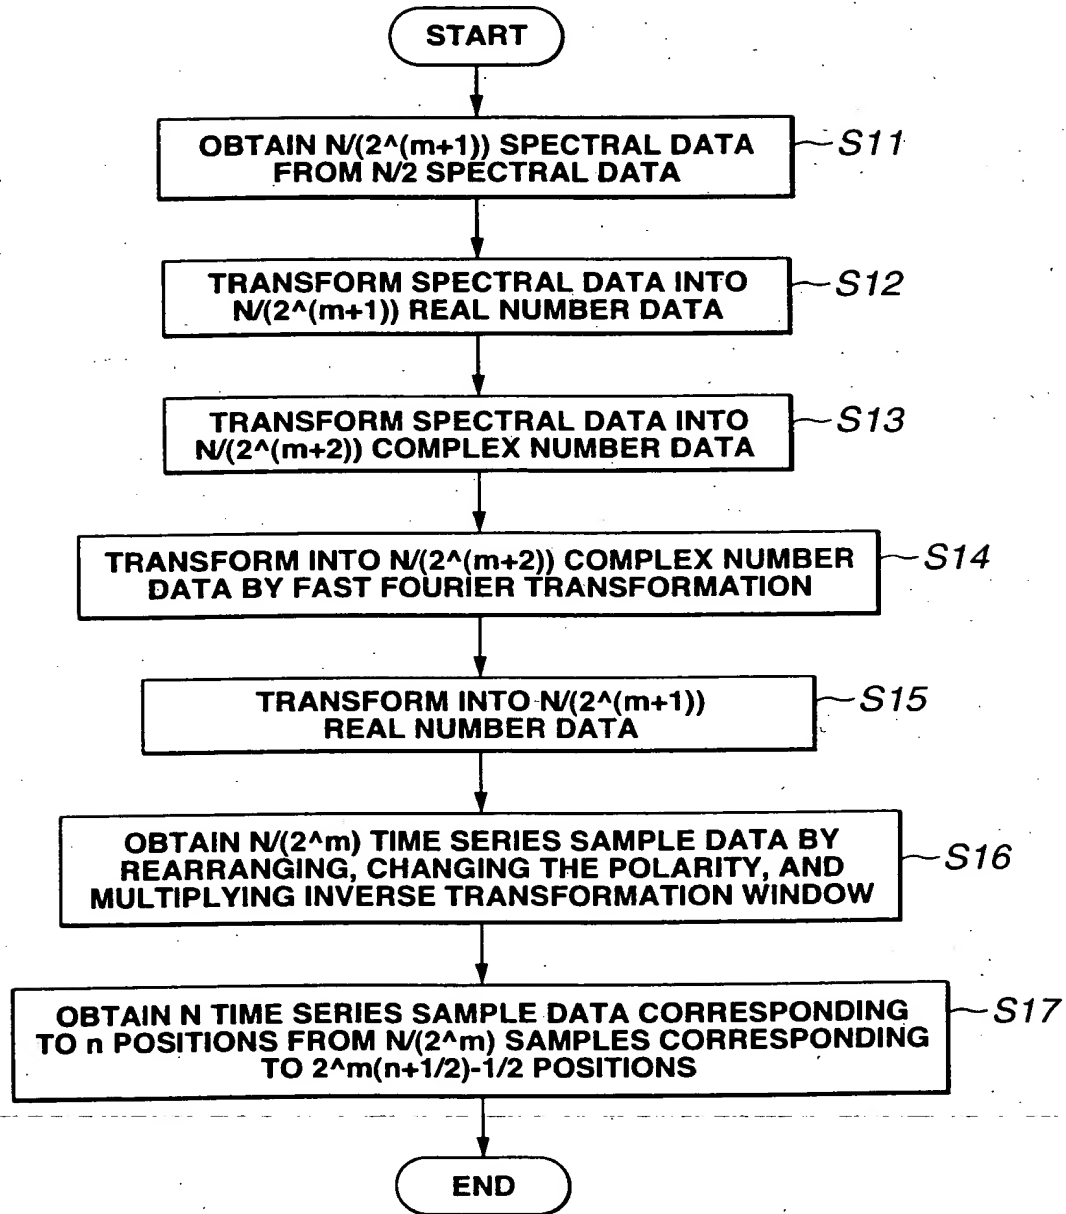 START
OBTAIN N/(2^(m+1)) SPECTRAL DATA
FROM N/2 SPECTRAL DATA
S11
TRANSFORM SPECTRAL DATA INTO
N/(2^(m+1)) REAL NUMBER DATA
S12
TRANSFORM SPECTRAL DATA INTO
N/(2^(m+2)) COMPLEX NUMBER DATA
S13
TRANSFORM INTO N/(2^(m+2)) COMPLEX NUMBER
DATA BY FAST FOURIER TRANSFORMATION
S14
TRANSFORM INTO N/(2^(m+1))
REAL NUMBER DATA
S15
OBTAIN N/(2^m) TIME SERIES SAMPLE DATA BY
REARRANGING, CHANGING THE POLARITY, AND
MULTIPLYING INVERSE TRANSFORMATION WINDOW
S16
OBTAIN N TIME SERIES SAMPLE DATA CORRESPONDING
TO n POSITIONS FROM N/(2^m) SAMPLES CORRESPONDING
TO 2^m(n+1/2)-1/2 POSITIONS
S17
END